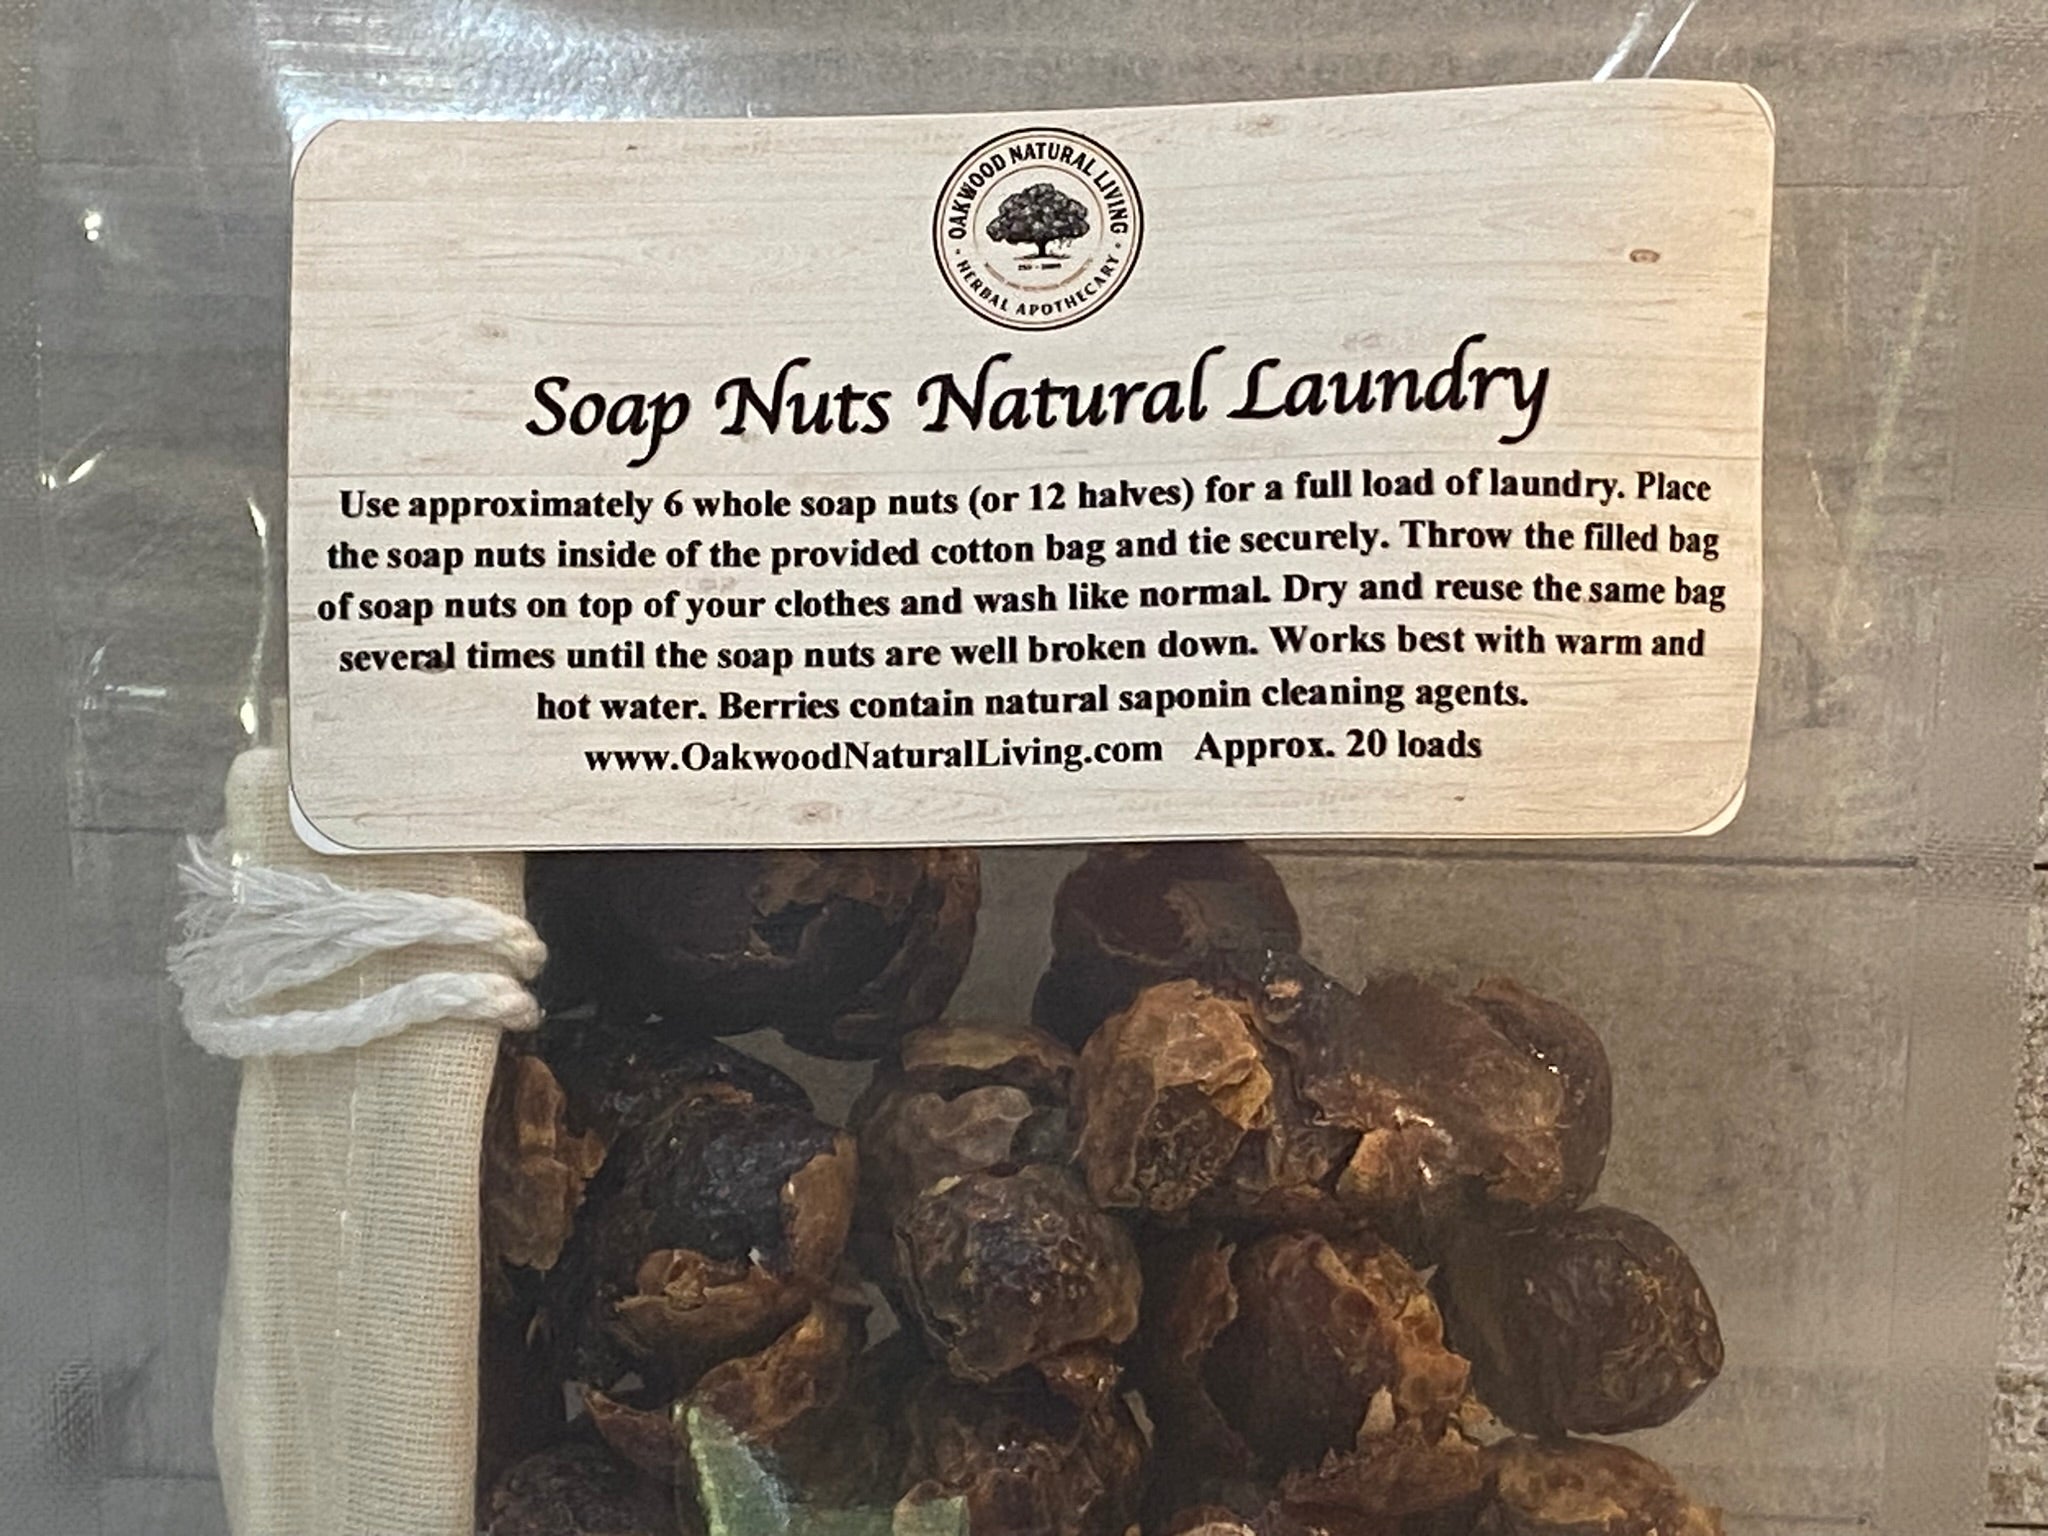 OAKWOOD NATURAL LIVING
HERBAL APOTHECARY
Soap Nuts Natural Laundry
Use approximately 6 whole soap nuts (or 12 halves) for a full load of laundry. Place
the soap nuts inside of the provided cotton bag and tie securely. Throw the filled bag
of soap nuts on top of your clothes and wash like normal. Dry and reuse the same bag
several times until the soap nuts are well broken down. Works best with warm and
hot water. Berries contain natural saponin cleaning agents.
www.OakwoodNaturalLiving.com Approx. 20 loads